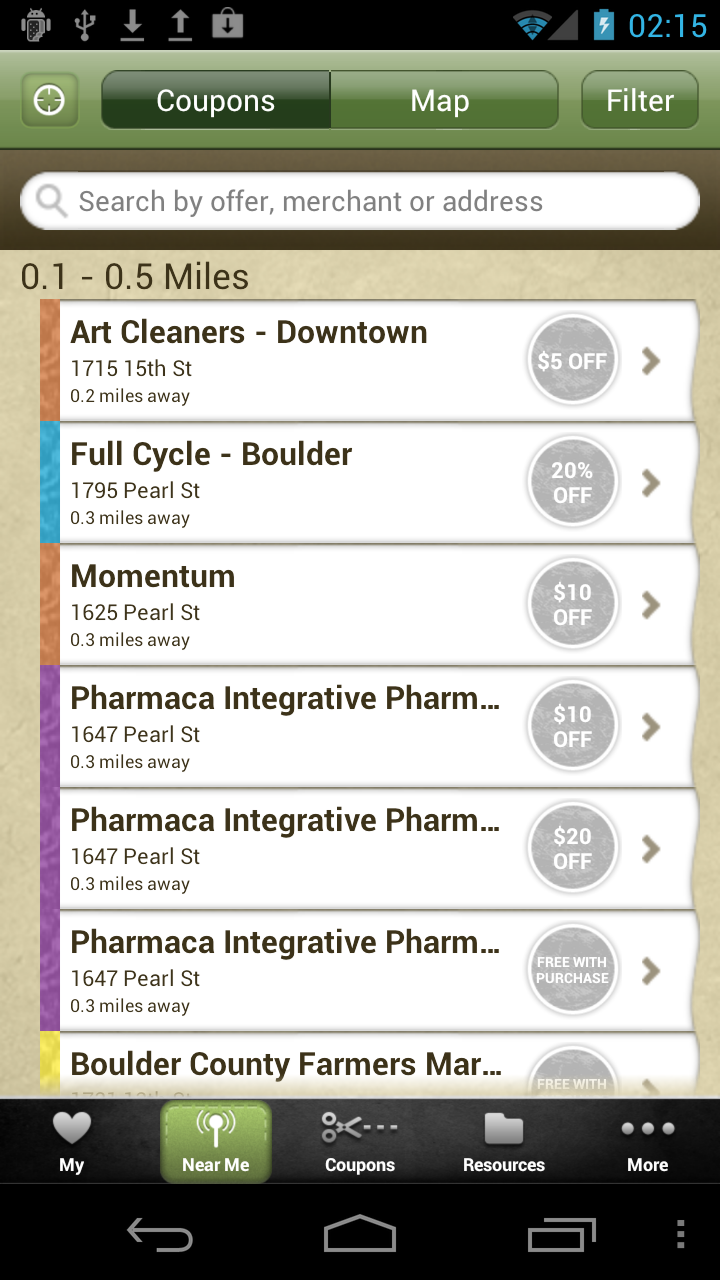 02:15
Coupons Map Filter
Search by offer, merchant or address
0.1 - 0.5 Miles
Art Cleaners - Downtown
1715 15th St
0.2 miles away
$5 OFF
Full Cycle - Boulder
1795 Pearl St
0.3 miles away
20%
OFF
Momentum
1625 Pearl St
0.3 miles away
$10
OFF
Pharmaca Integrative Pharm...
1647 Pearl St
0.3 miles away
$10
OFF
Pharmaca Integrative Pharm...
1647 Pearl St
0.3 miles away
$20
OFF
Pharmaca Integrative Pharm...
1647 Pearl St
0.3 miles away
FREE WITH
PURCHASE
Boulder County Farmers Mar...
FREE WITH
My Near Me Coupons Resources More